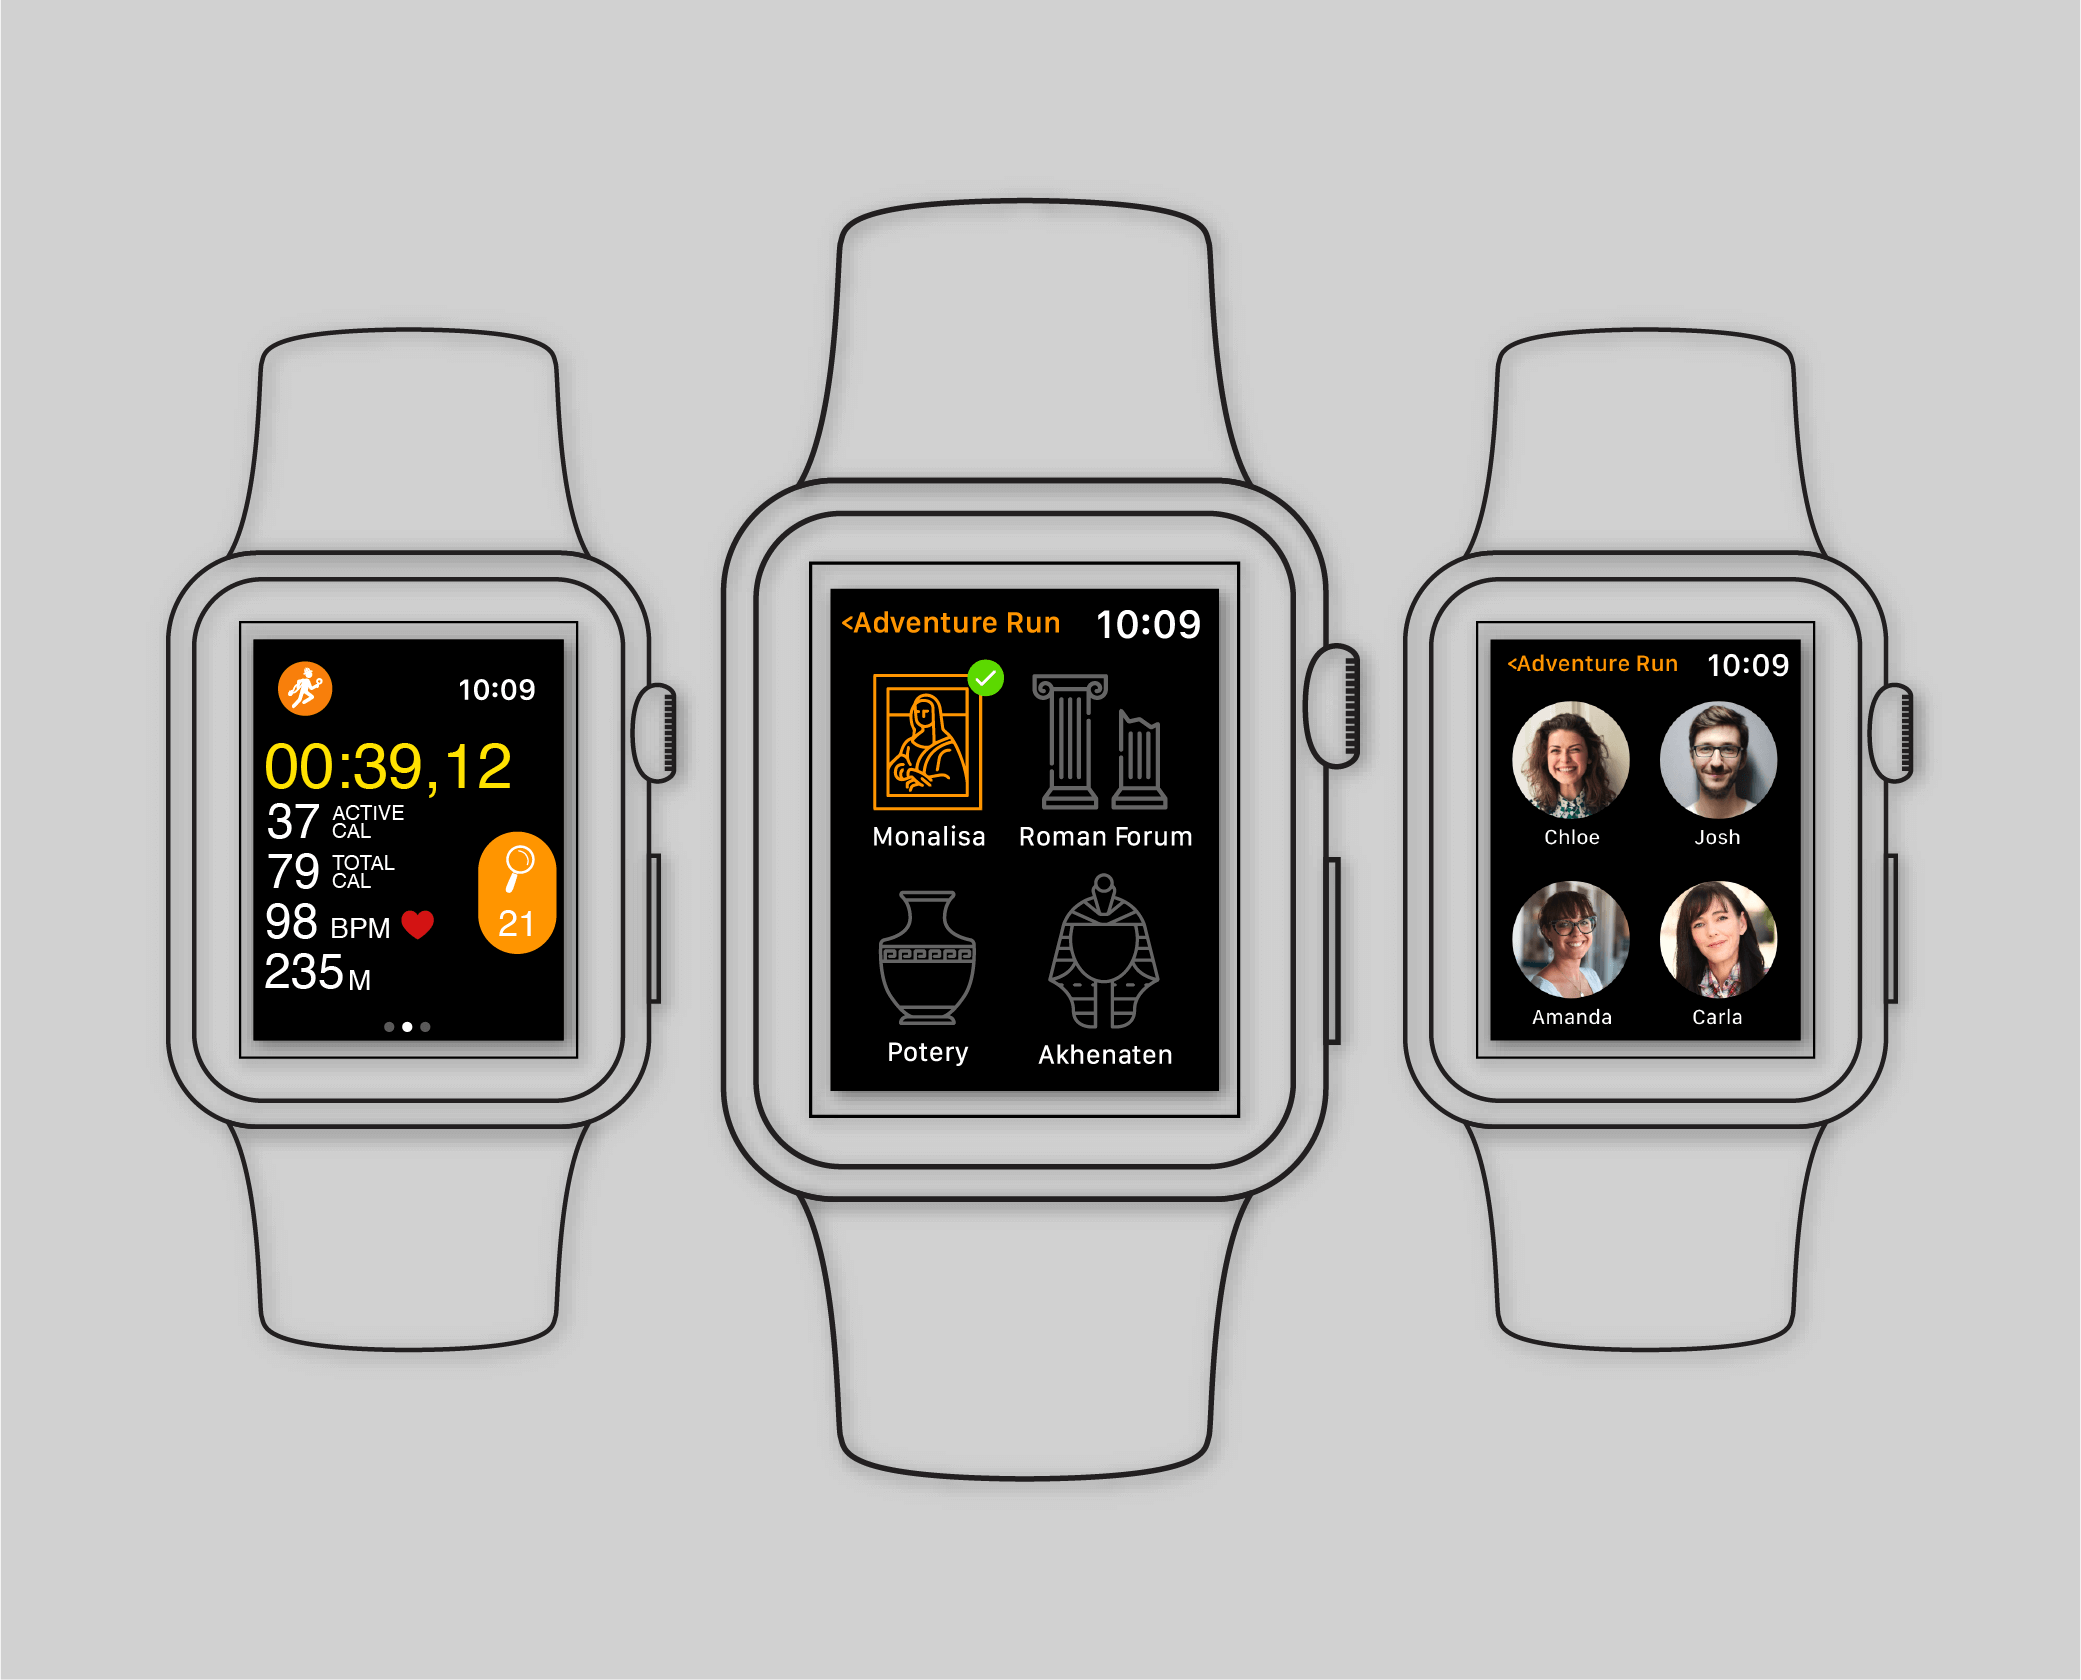 10:09
00:39,12
37 ACTIVE CAL
79 TOTAL CAL
98 BPM
21
235 M
<Adventure Run 10:09
Monalisa Roman Forum
Potery Akhenaten
<Adventure Run 10:09
Chloe Josh
Amanda Carla